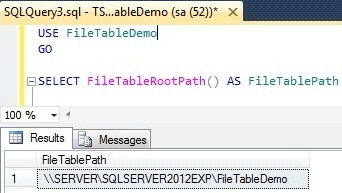 SQLQuery3.sql - TS...ableDemo (sa (52))*
USE FileTableDemo
GO
SELECT FileTableRootPath() AS FileTablePath
100 %
Results Messages
FileTablePath
1 \\SERVER\SQLSERVER2012EXP\FileTableDemo